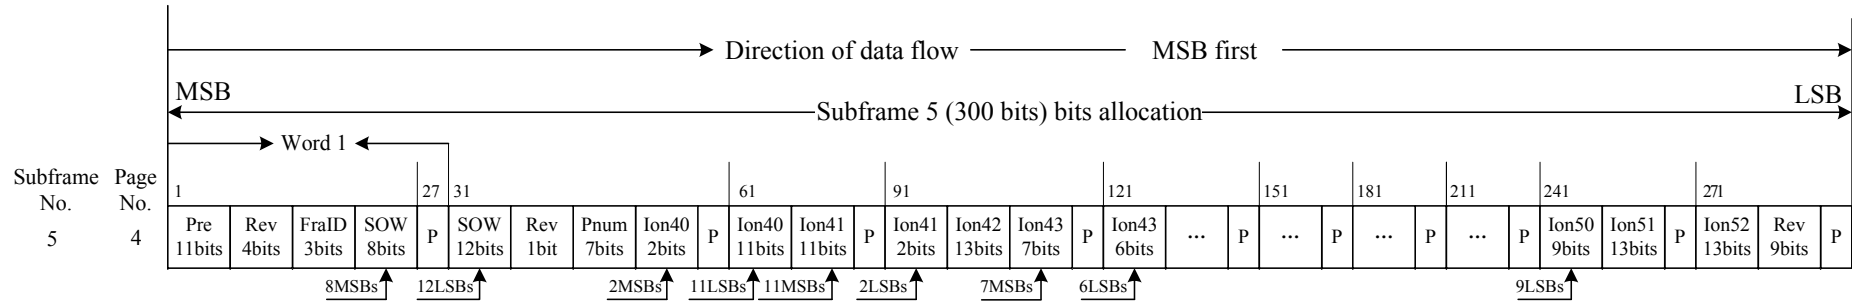 Direction of data flow MSB first
MSB LSB
Subframe 5 (300 bits) bits allocation
Word 1
Subframe No. Page No.
1 27 31 61 91 121 151 181 211 241 271
5 4 Pre 11bits Rev 4bits FraID 3bits SOW 8bits P SOW 12bits Rev 1bit Pnum 7bits Ion40 2bits P Ion40 11bits Ion41 11bits P Ion41 2bits Ion42 13bits Ion43 7bits P Ion43 6bits ... P ... P ... P ... P Ion50 9bits Ion51 13bits P Ion52 13bits Rev 9bits P
8MSBs 12LSBs 2MSBs 11LSBs 11MSBs 2LSBs 7MSBs 6LSBs 9LSBs